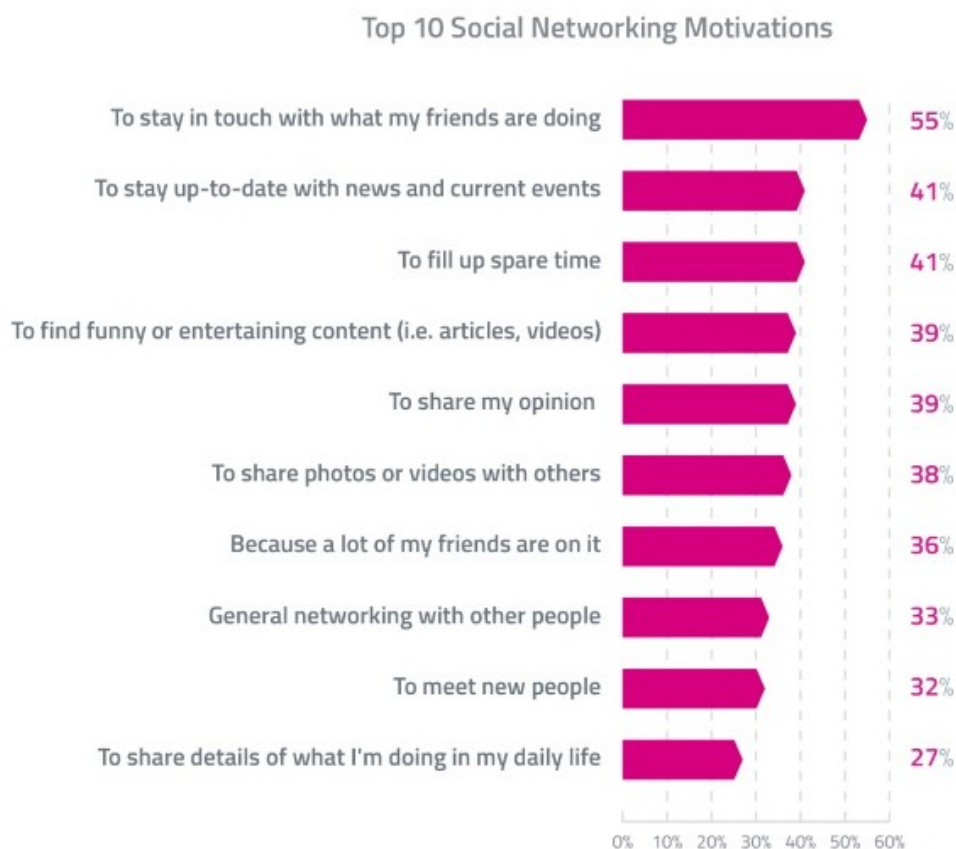 Top 10 Social Networking Motivations
To stay in touch with what my friends are doing 55%
To stay up-to-date with news and current events 41%
To fill up spare time 41%
To find funny or entertaining content (i.e. articles, videos) 39%
To share my opinion 39%
To share photos or videos with others 38%
Because a lot of my friends are on it 36%
General networking with other people 33%
To meet new people 32%
To share details of what I'm doing in my daily life 27%
0% 10% 20% 30% 40% 50% 60%